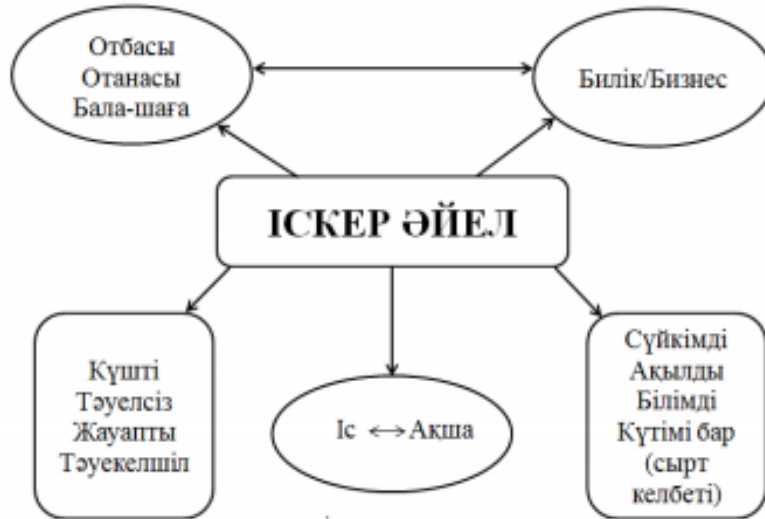 Отбасы
Отанасы
Бала-шаға
Билік/Бизнес
ІСКЕР ӘЙЕЛ
Күшті
Тәуелсіз
Жауапты
Тәуекелшіл
Іс ↔ Ақша
Сүйкімді
Ақылды
Білімді
Күтімі бар
(сырт
келбеті)